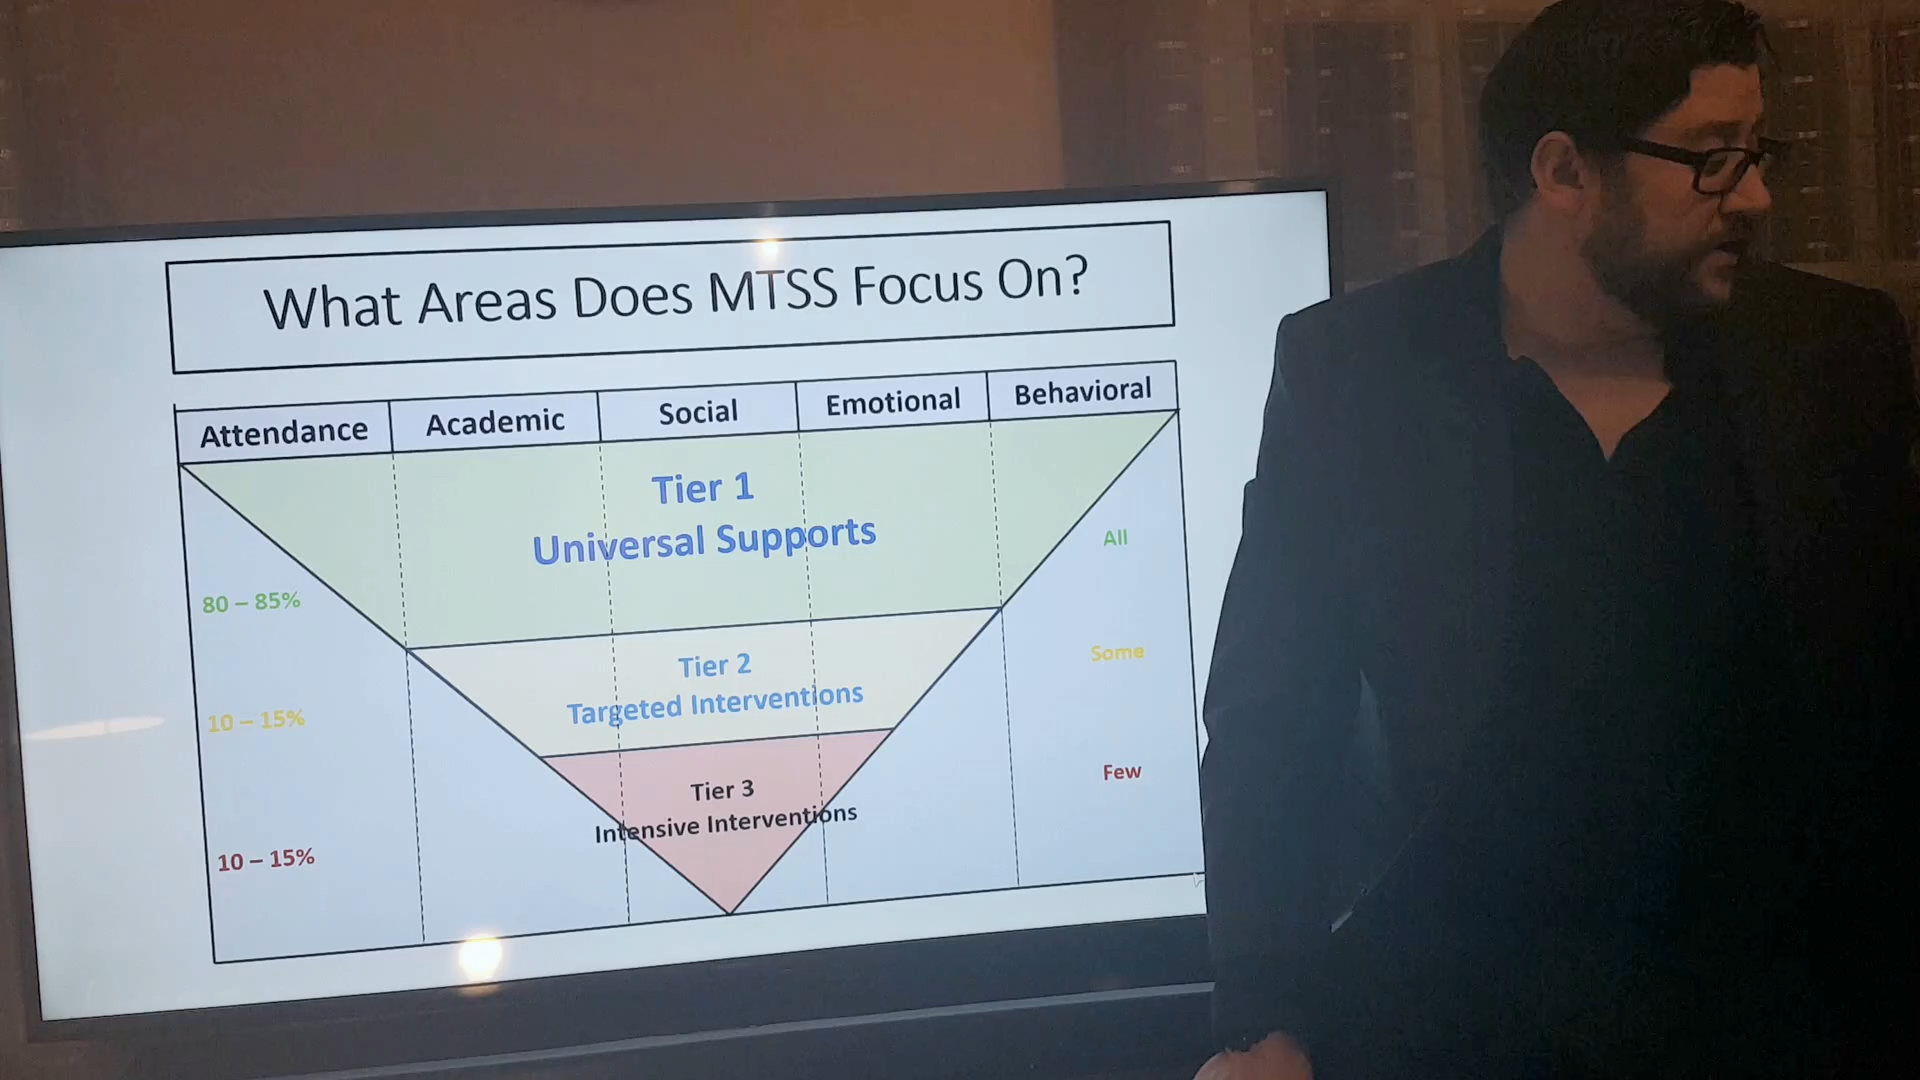 What Areas Does MTSS Focus On?
Attendance Academic Social Emotional Behavioral
Tier 1
Universal Supports
All
80 – 85%
Tier 2
Targeted Interventions
Some
10 – 15%
Tier 3
Intensive Interventions
Few
10 – 15%